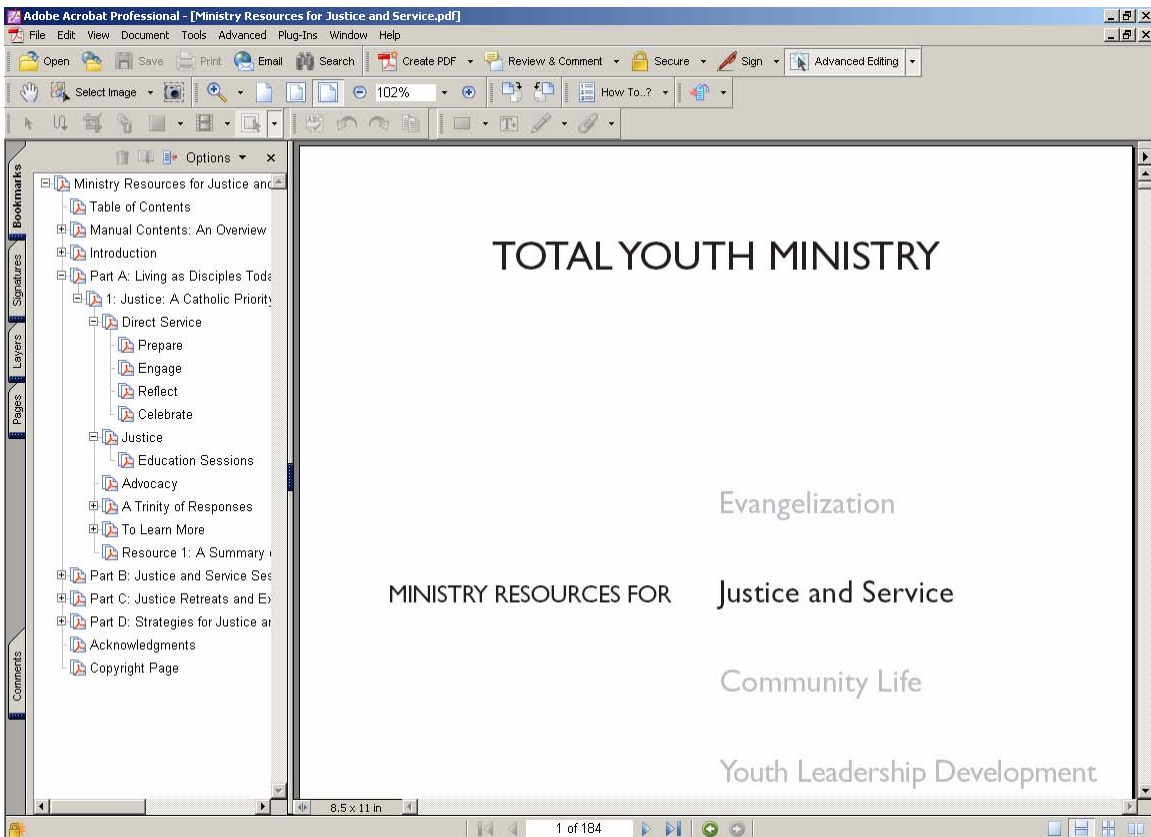 Adobe Acrobat Professional - [Ministry Resources for Justice and Service.pdf]
File Edit View Document Tools Advanced Plug-Ins Window Help
Open Save Print Email Search Create PDF Review & Comment Secure Sign Advanced Editing
Select Image 102% How To..?
Options
Bookmarks
Signatures
Layers
Pages
Comments
Ministry Resources for Justice and
Table of Contents
Manual Contents: An Overview
Introduction
Part A: Living as Disciples Toda
1: Justice: A Catholic Priority
Direct Service
Prepare
Engage
Reflect
Celebrate
Justice
Education Sessions
Advocacy
A Trinity of Responses
To Learn More
Resource 1: A Summary
Part B: Justice and Service Ses
Part C: Justice Retreats and Ex
Part D: Strategies for Justice ar
Acknowledgments
Copyright Page
TOTAL YOUTH MINISTRY
Evangelization
MINISTRY RESOURCES FOR Justice and Service
Community Life
Youth Leadership Development
8.5 x 11 in
1 of 184